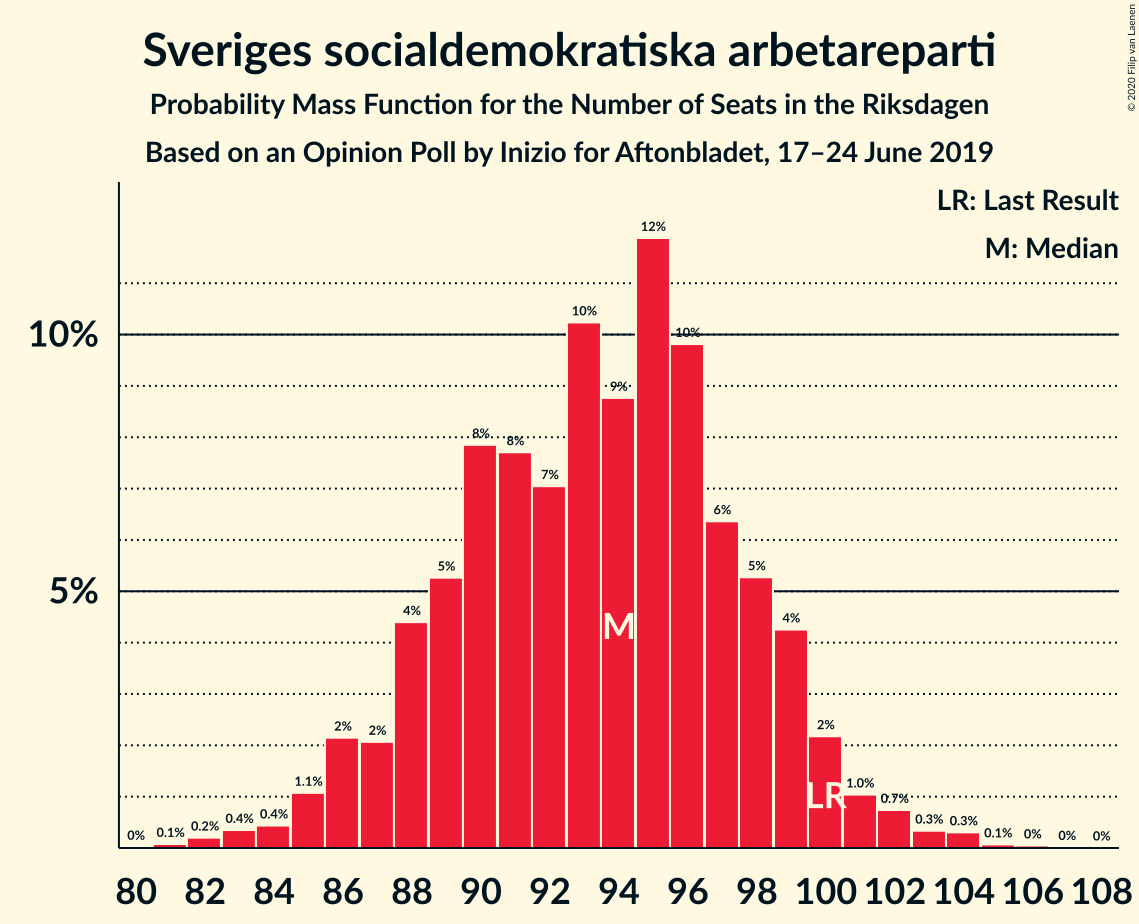 Sveriges socialdemokratiska arbetareparti
Probability Mass Function for the Number of Seats in the Riksdagen
Based on an Opinion Poll by Inizio for Aftonbladet, 17–24 June 2019
© 2020 Filip van Laenen
LR: Last Result
M: Median
10%
5%
0% 0.1% 0.2% 0.4% 0.4% 1.1% 2% 2% 4% 5% 8% 8% 7% 10% 9% 12% 10% 6% 5% 4% 2% 1.0% 0.7% 0.3% 0.3% 0.1% 0% 0% 0%
M
LR
80 82 84 86 88 90 92 94 96 98 100 102 104 106 108